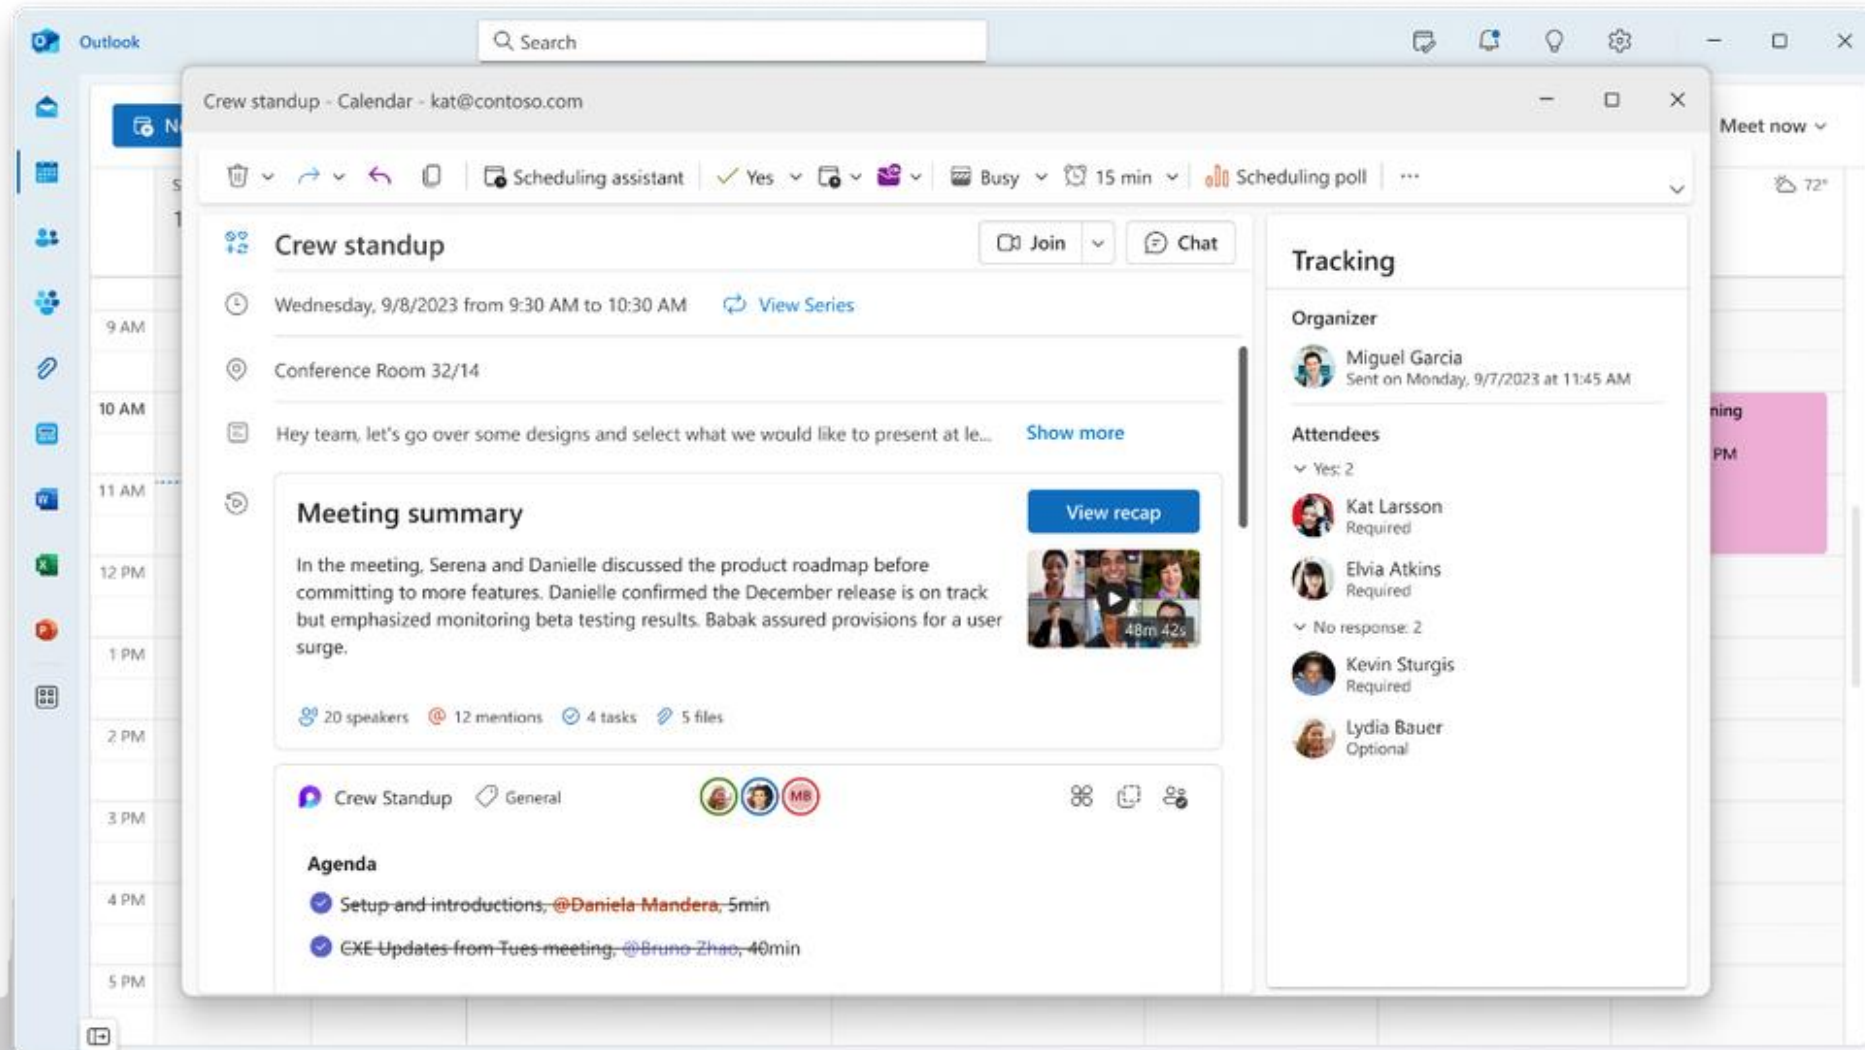 Outlook
Search
Crew standup - Calendar - kat@contoso.com
Meet now
Scheduling assistant
Yes
Busy
15 min
Scheduling poll
72°
Crew standup
Join
Chat
Wednesday, 9/8/2023 from 9:30 AM to 10:30 AM
View Series
Conference Room 32/14
Hey team, let's go over some designs and select what we would like to present at le...
Show more
Meeting summary
View recap
In the meeting, Serena and Danielle discussed the product roadmap before
committing to more features. Danielle confirmed the December release is on track
but emphasized monitoring beta testing results. Babak assured provisions for a user
surge.
48m 42s
20 speakers
12 mentions
4 tasks
5 files
Crew Standup
General
MB
Agenda
Setup and introductions, @Daniela Mandera, 5min
CXE Updates from Tues meeting, @Bruno Zhao, 40min
Tracking
Organizer
Miguel Garcia
Sent on Monday, 9/7/2023 at 11:45 AM
Attendees
Yes: 2
Kat Larsson
Required
Elvia Atkins
Required
No response: 2
Kevin Sturgis
Required
Lydia Bauer
Optional
9 AM
10 AM
11 AM
12 PM
1 PM
2 PM
3 PM
4 PM
5 PM
ning
PM